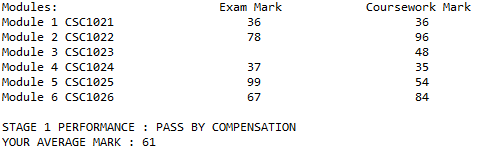 Modules: Exam Mark Coursework Mark
Module 1 CSC1021 36 36
Module 2 CSC1022 78 96
Module 3 CSC1023 48
Module 4 CSC1024 37 35
Module 5 CSC1025 99 54
Module 6 CSC1026 67 84
STAGE 1 PERFORMANCE : PASS BY COMPENSATION
YOUR AVERAGE MARK : 61